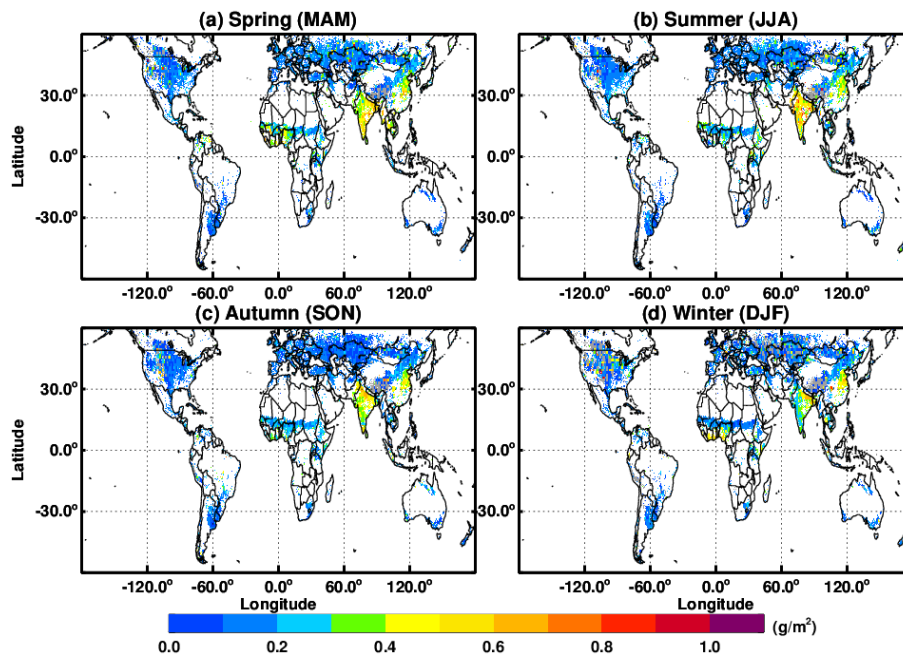 (a) Spring (MAM)
(b) Summer (JJA)
Latitude
30.0°
0.0°
-30.0°
30.0°
0.0°
-30.0°
-120.0° -60.0° 0.0° 60.0° 120.0°
-120.0° -60.0° 0.0° 60.0° 120.0°
(c) Autumn (SON)
(d) Winter (DJF)
Latitude
30.0°
0.0°
-30.0°
30.0°
0.0°
-30.0°
-120.0° -60.0° 0.0° 60.0° 120.0°
-120.0° -60.0° 0.0° 60.0° 120.0°
Longitude
Longitude
(g/m²)
0.0 0.2 0.4 0.6 0.8 1.0